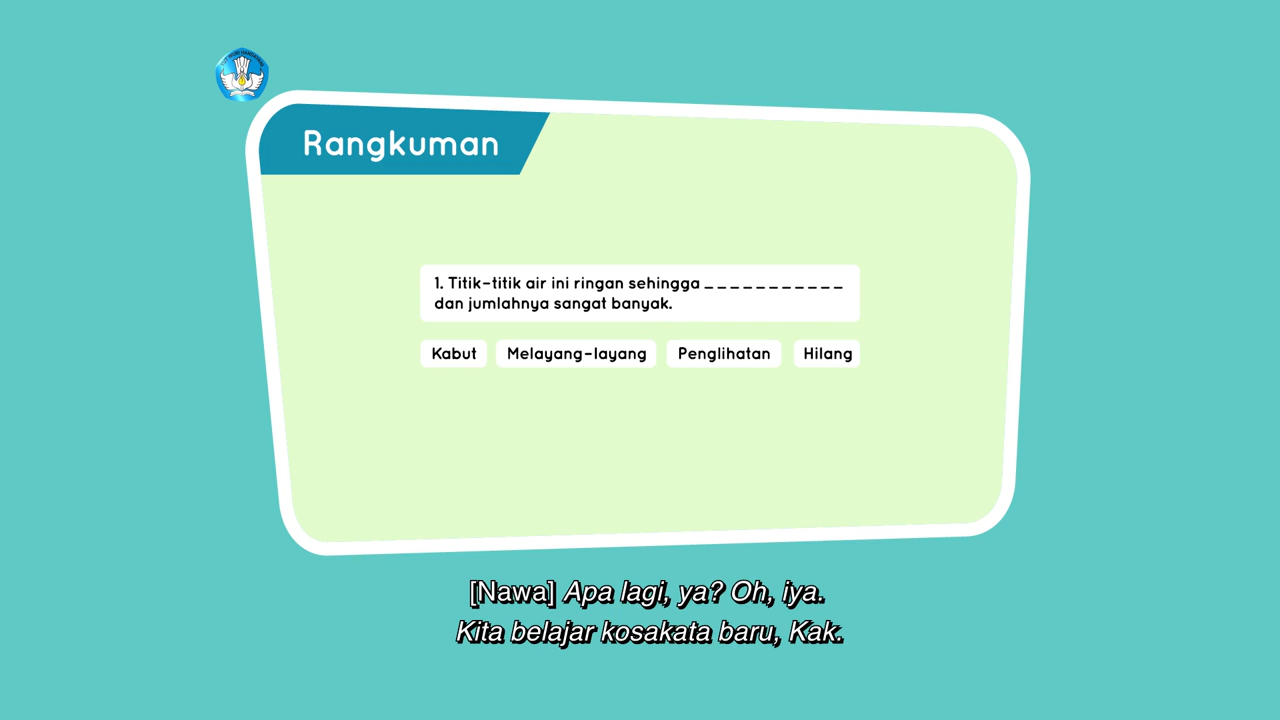 Rangkuman
1. Titik-titik air ini ringan sehingga ___________
dan jumlahnya sangat banyak.
Kabut Melayang-layang Penglihatan Hilang
[Nawa] Apa lagi, ya? Oh, iya.
Kita belajar kosakata baru, Kak.